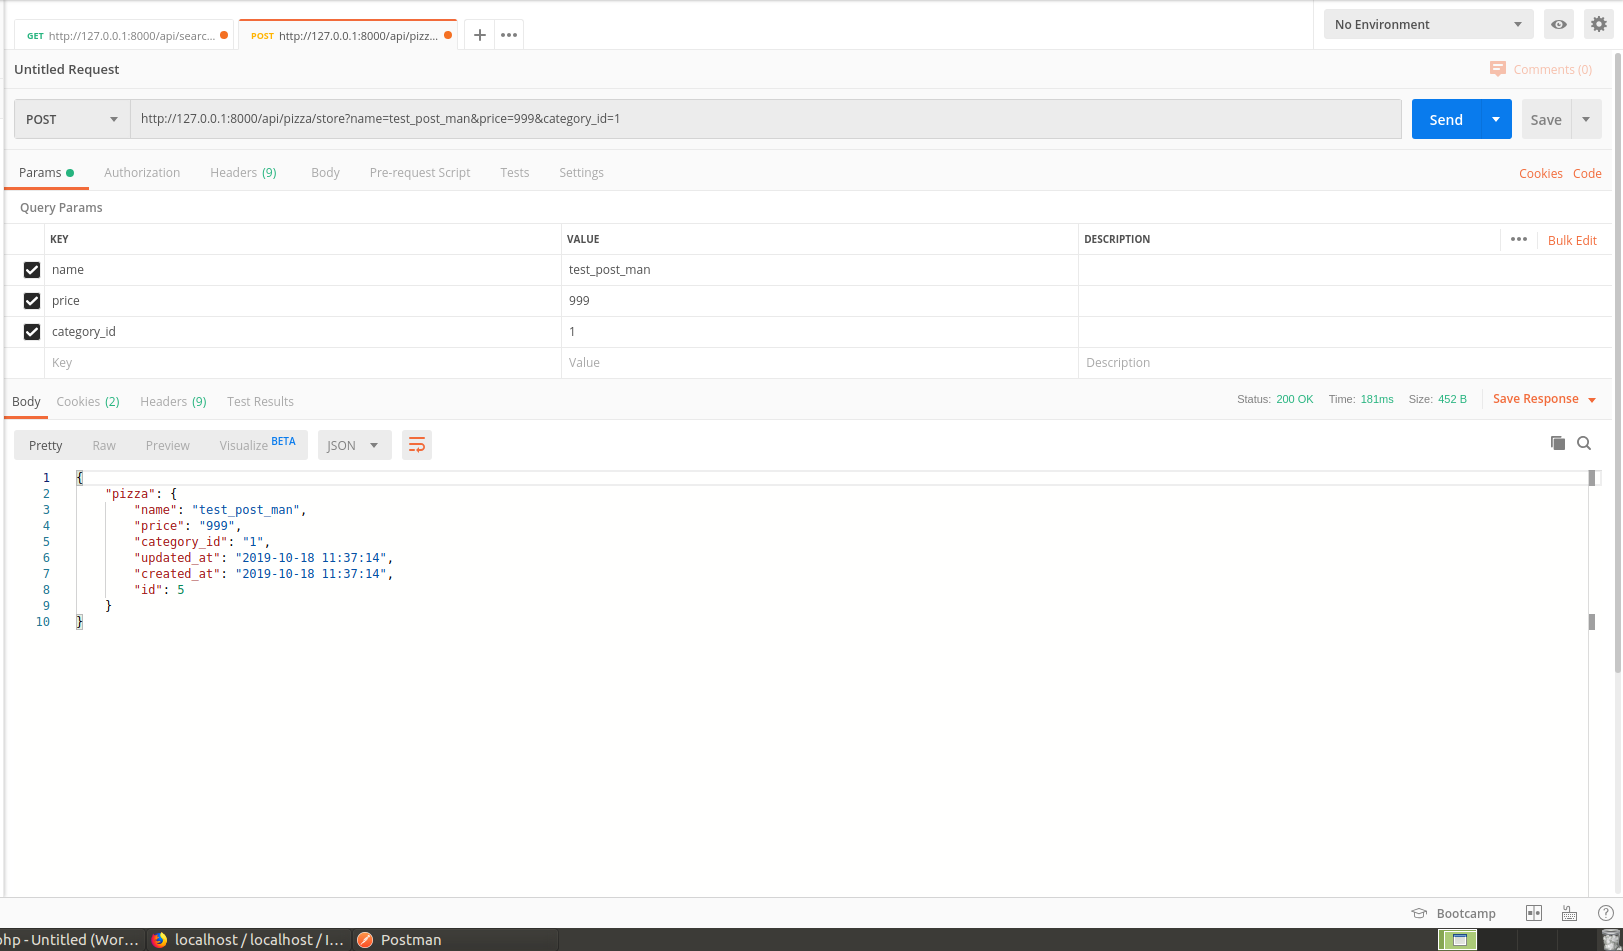 GET http://127.0.0.1:8000/api/searc...
POST http://127.0.0.1:8000/api/pizz...
No Environment
Untitled Request
Comments (0)
POST
http://127.0.0.1:8000/api/pizza/store?name=test_post_man&price=999&category_id=1
Send
Save
Params Authorization Headers (9) Body Pre-request Script Tests Settings
Cookies Code
Query Params
KEY VALUE DESCRIPTION
Bulk Edit
name test_post_man
price 999
category_id 1
Key Value Description
Body Cookies (2) Headers (9) Test Results
Status: 200 OK Time: 181ms Size: 452 B Save Response
Pretty Raw Preview Visualize BETA JSON
1 {
2 "pizza": {
3 "name": "test_post_man",
4 "price": "999",
5 "category_id": "1",
6 "updated_at": "2019-10-18 11:37:14",
7 "created_at": "2019-10-18 11:37:14",
8 "id": 5
9 }
10 }
Bootcamp
php - Untitled (Wor...
localhost / localhost / I...
Postman